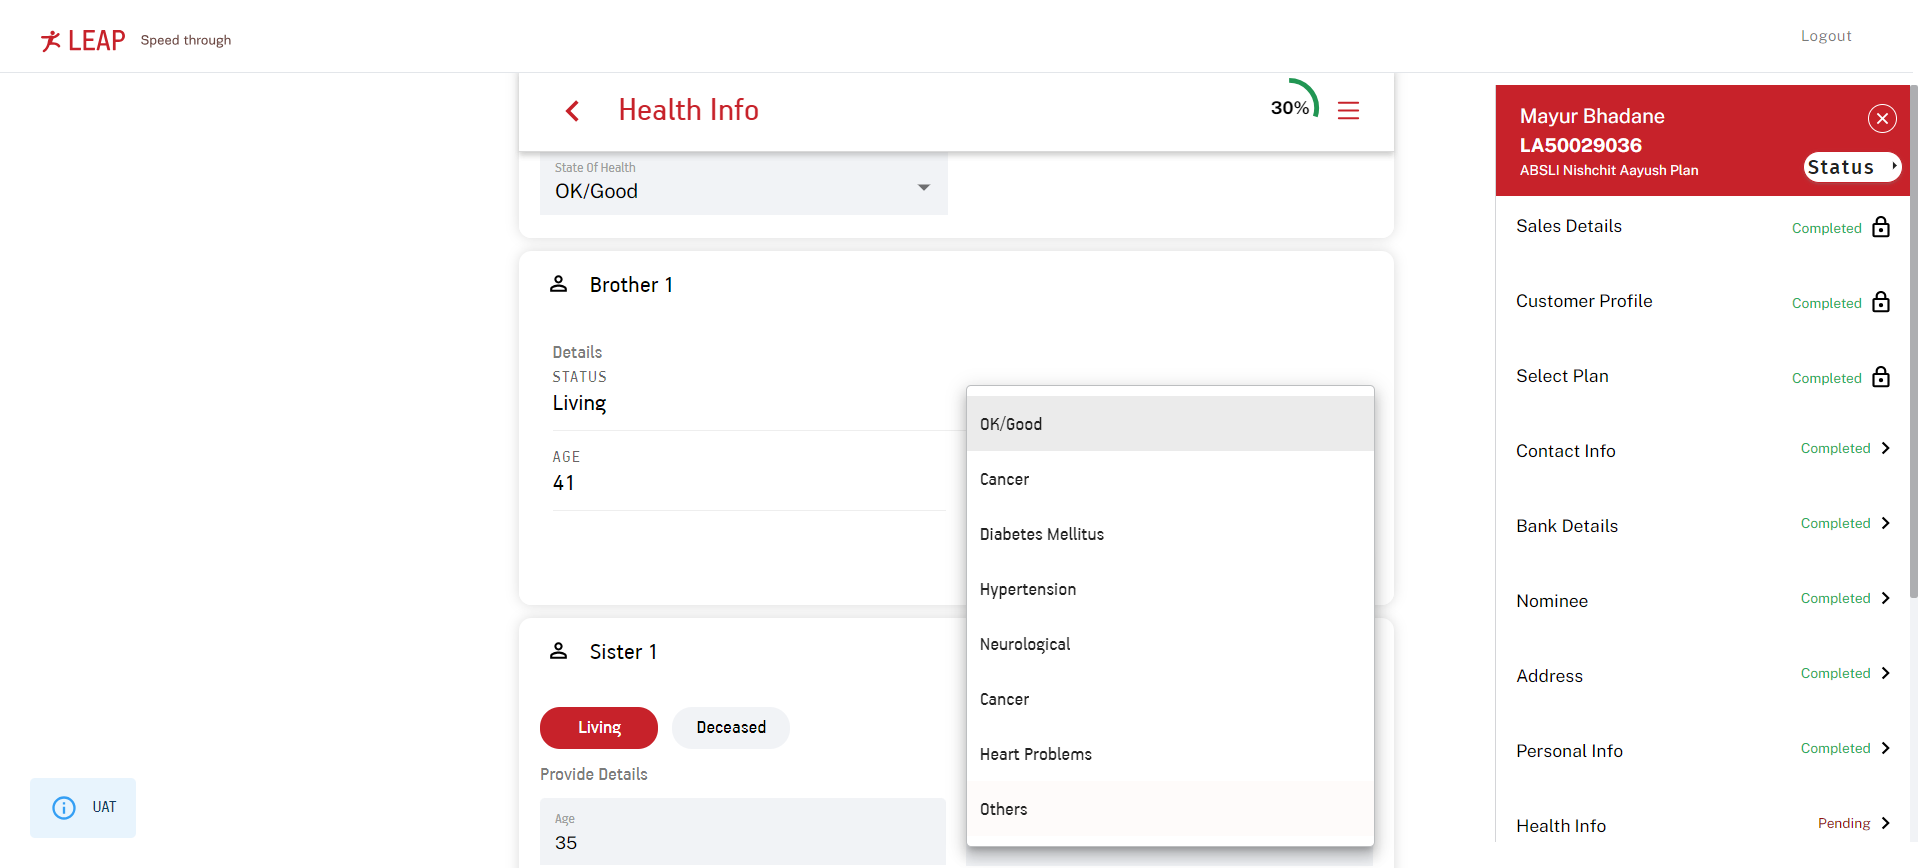 LEAP Speed through
Logout
Health Info
30%
State Of Health
OK/Good
Brother 1
Details
STATUS
Living
AGE
41
OK/Good
Cancer
Diabetes Mellitus
Hypertension
Neurological
Cancer
Heart Problems
Others
Sister 1
Living Deceased
Provide Details
Age
35
UAT
Mayur Bhadane
LA50029036
ABSLI Nishchit Aayush Plan
Status
Sales Details Completed
Customer Profile Completed
Select Plan Completed
Contact Info Completed
Bank Details Completed
Nominee Completed
Address Completed
Personal Info Completed
Health Info Pending